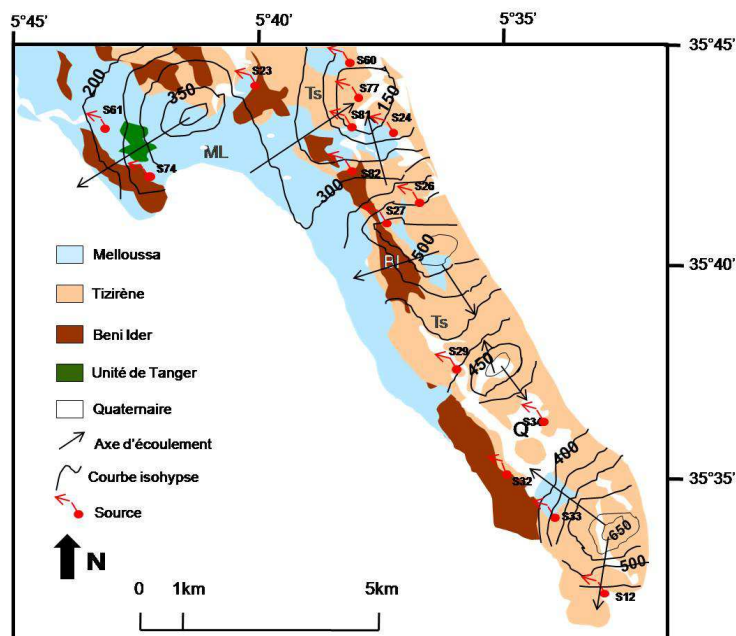 5°45' 5°40' 5°35'
35°45'
S60
S23
200
S77
350
Ts
150
S61
S81
S24
ML
S74
S82
300
S26
S27
500
Melloussa
35°40'
Tizirène
Ts
Beni Ider
S29
450
Unité de Tanger
Quaternaire
S34
Q
Axe d'écoulement
400
Courbe isohypse
S32
35°35'
Source
S33
650
N
500
0 1km 5km
S12